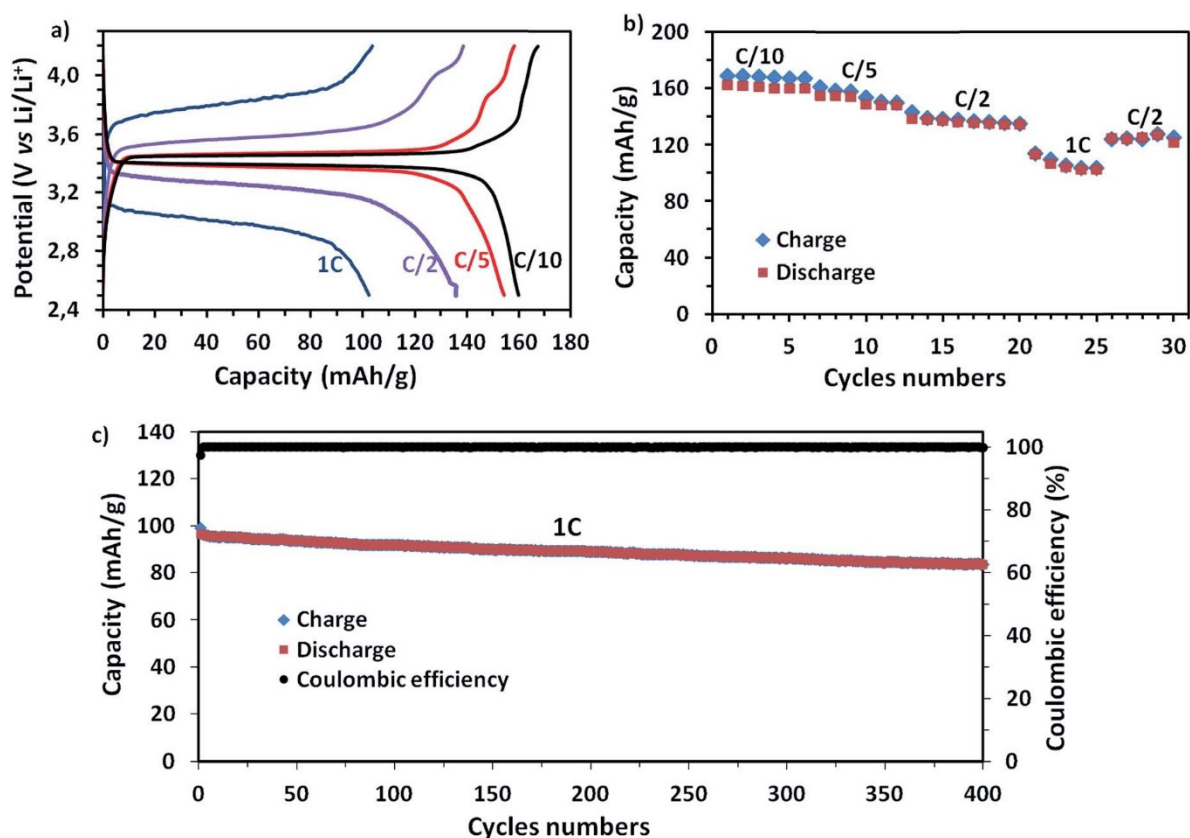 a)
Potential (V vs Li/Li⁺)
4,0
3,6
3,2
2,8
2,4
1C
C/2
C/5
C/10
0 20 40 60 80 100 120 140 160 180
Capacity (mAh/g)
b)
Capacity (mAh/g)
200
160
120
80
40
0
C/10
C/5
C/2
1C
C/2
Charge
Discharge
0 5 10 15 20 25 30
Cycles numbers
c)
Capacity (mAh/g)
140
120
100
80
60
40
20
0
1C
Charge
Discharge
Coulombic efficiency
100
80
60
40
20
0
Coulombic efficiency (%)
0 50 100 150 200 250 300 350 400
Cycles numbers